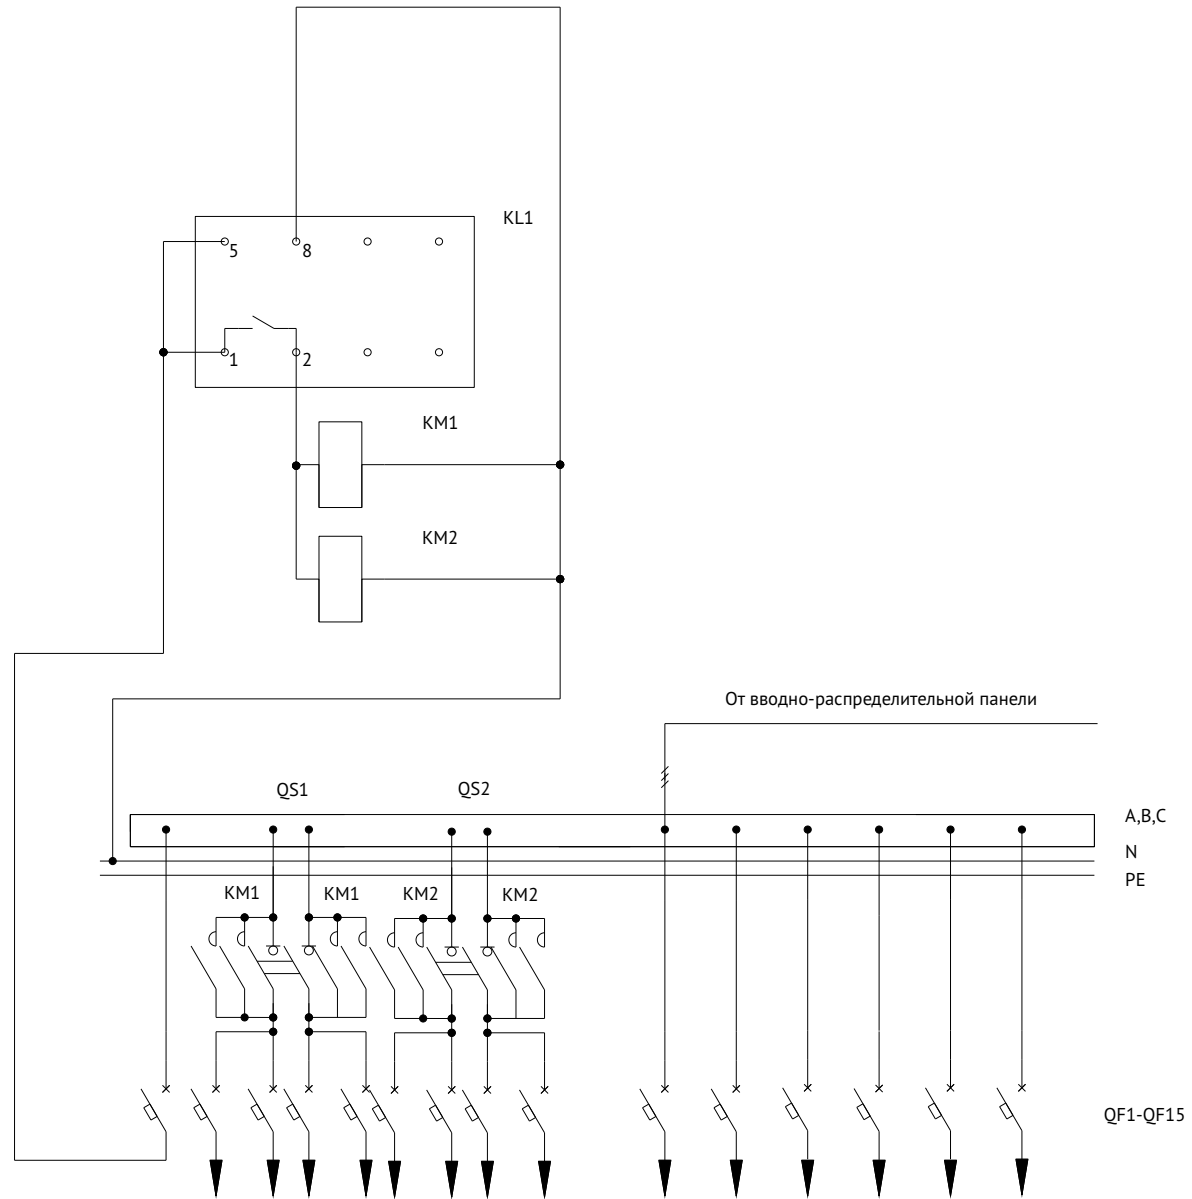 KL1
5 8
1 2
KM1
KM2
От вводно-распределительной панели
QS1 QS2
A,B,C
N
PE
KM1 KM1 KM2 KM2
QF1-QF15